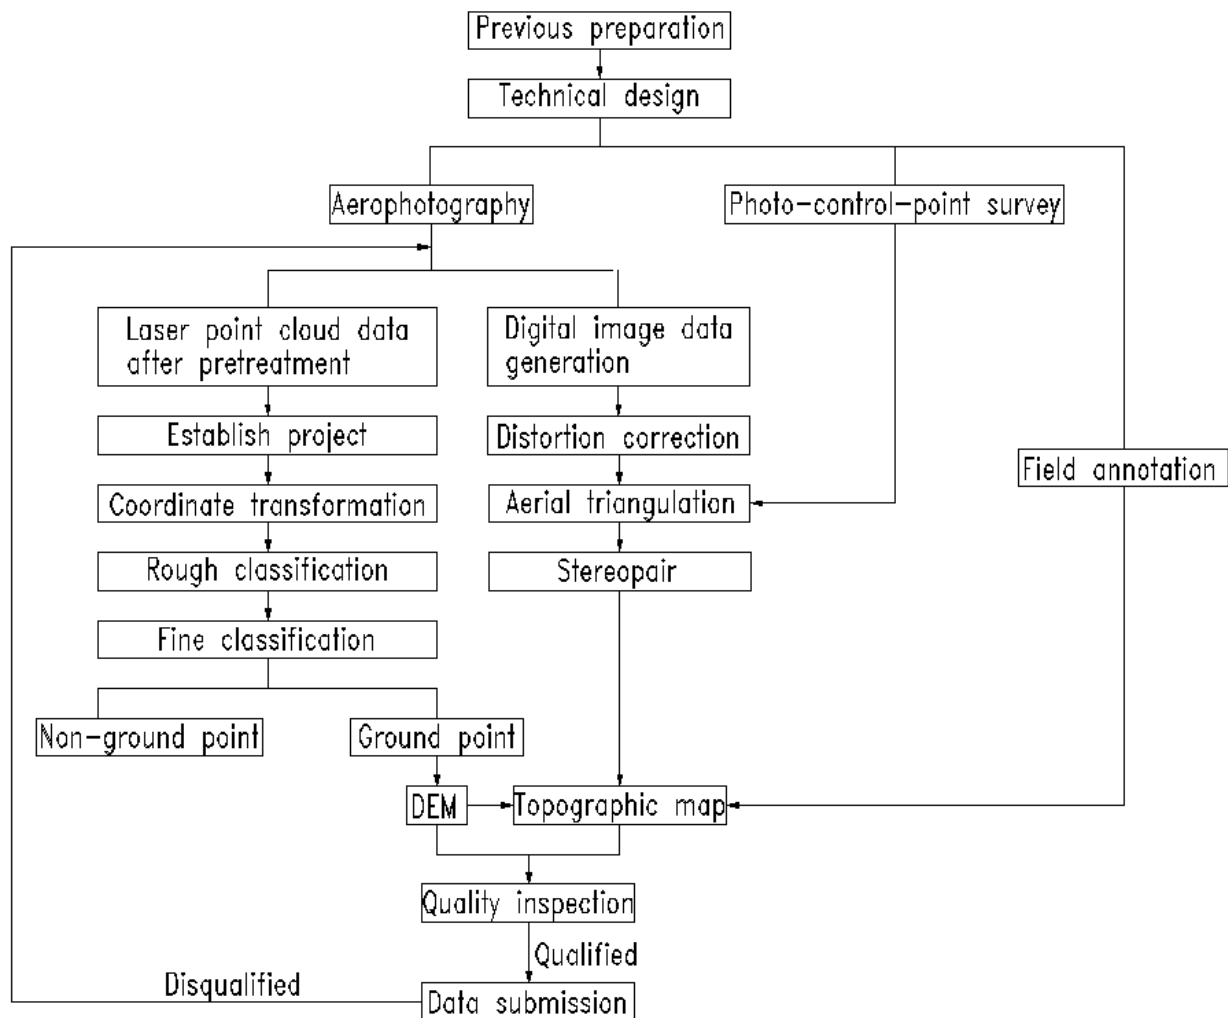 Previous preparation
Technical design
Aerophotography
Photo-control-point survey
Laser point cloud data
after pretreatment
Digital image data
generation
Establish project
Distortion correction
Field annotation
Coordinate transformation
Aerial triangulation
Rough classification
Stereopair
Fine classification
Non-ground point
Ground point
DEM
Topographic map
Quality inspection
Qualified
Disqualified
Data submission